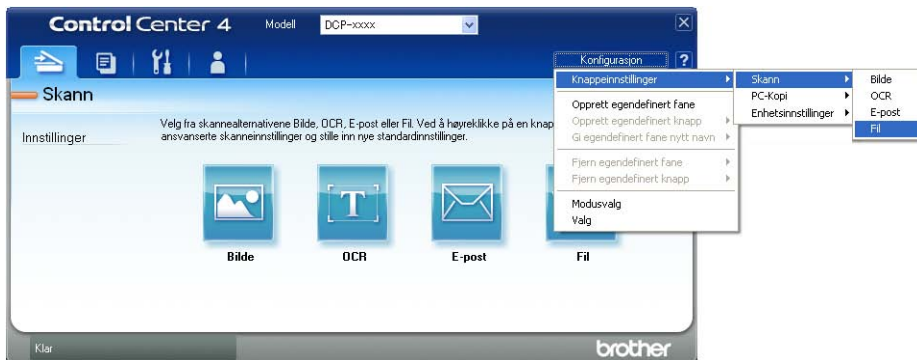 Control Center 4 Modell DCP-xxxx
Konfigurasjon ?
Skann
Innstillinger
Velg fra skannealternativene Bilde, OCR, E-post eller Fil. Ved å høyreklikke på en knap
ansvanserte skanneinnstillinger og stille inn nye standardinnstillinger.
T
Bilde OCR E-post Fil
Knappeinnstillinger
Opprett egendefinert fane
Opprett egendefinert knapp
Gi egendefinert fane nytt navn
Fjern egendefinert fane
Fjern egendefinert knapp
Modusvalg
Valg
Skann
PC-Kopi
Enhetsinnstillinger
Bilde
OCR
E-post
Fil
Klar
brother